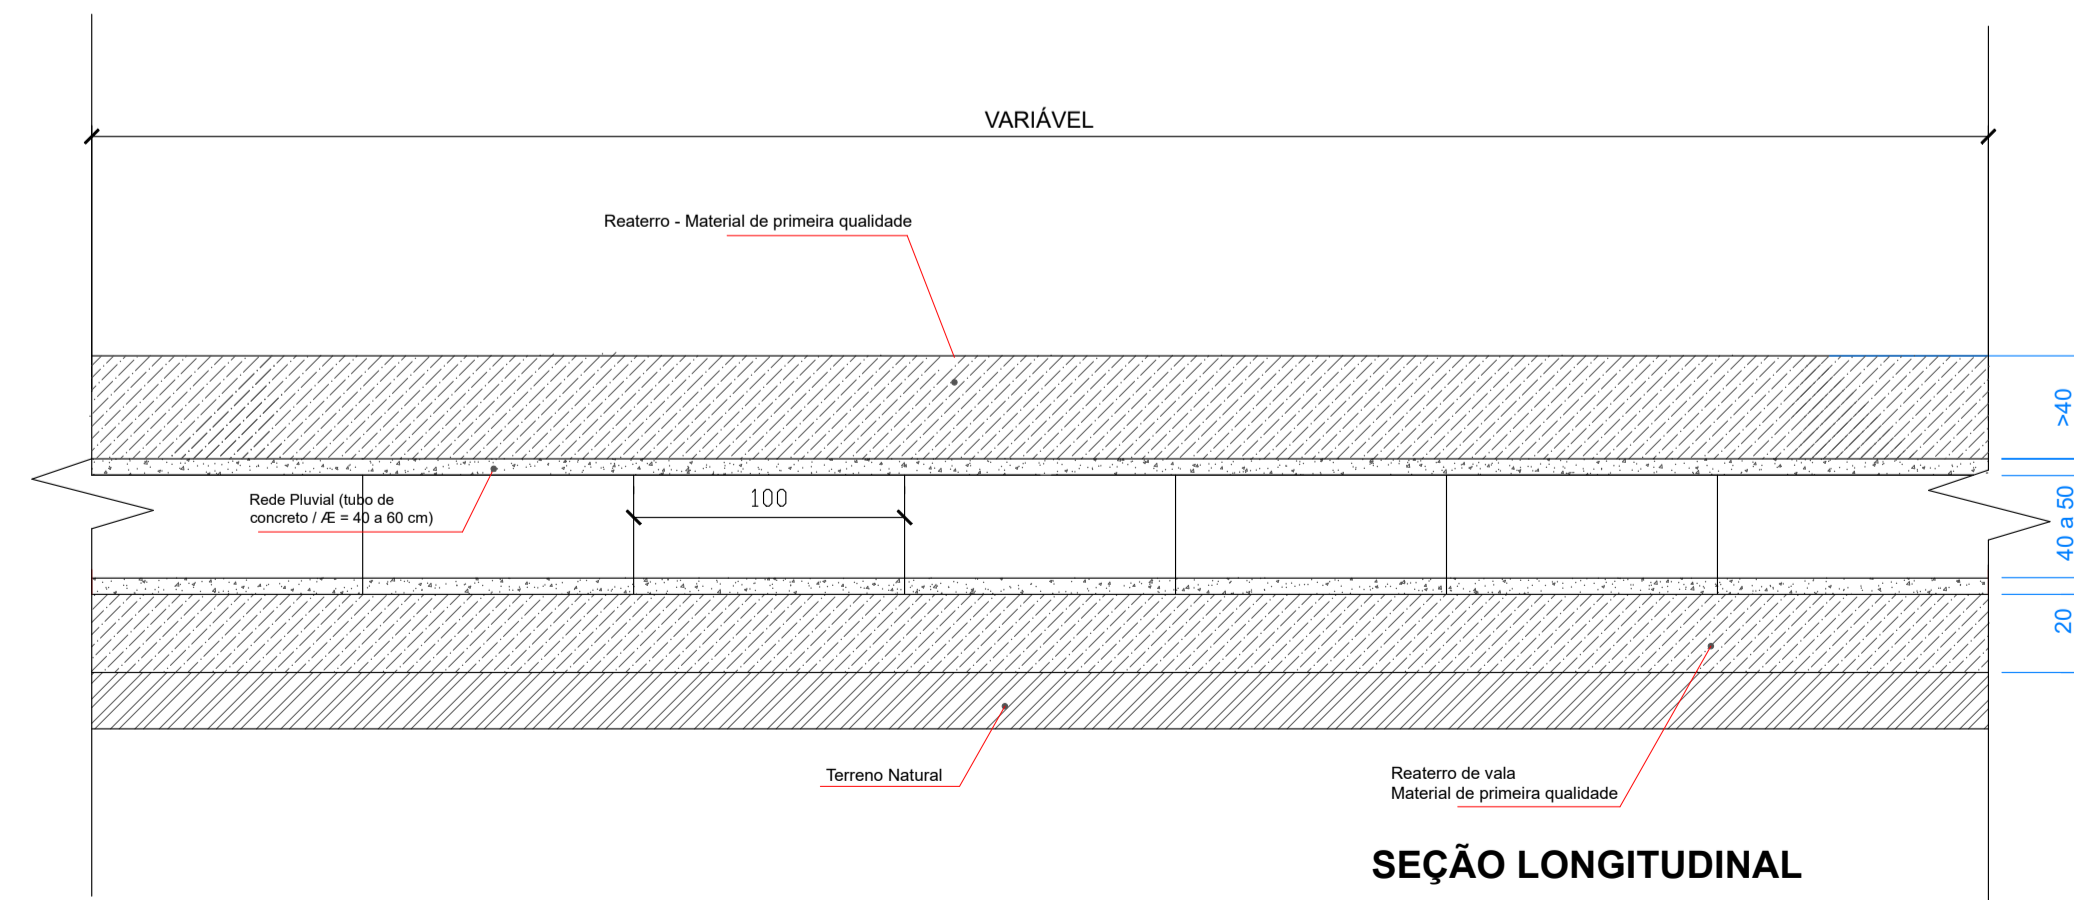 VARIÁVEL
Reaterro - Material de primeira qualidade
>40
Rede Pluvial (tubo de
concreto / Æ = 40 a 60 cm)
100
40 a 50
20
Terreno Natural
Reaterro de vala
Material de primeira qualidade
SEÇÃO LONGITUDINAL